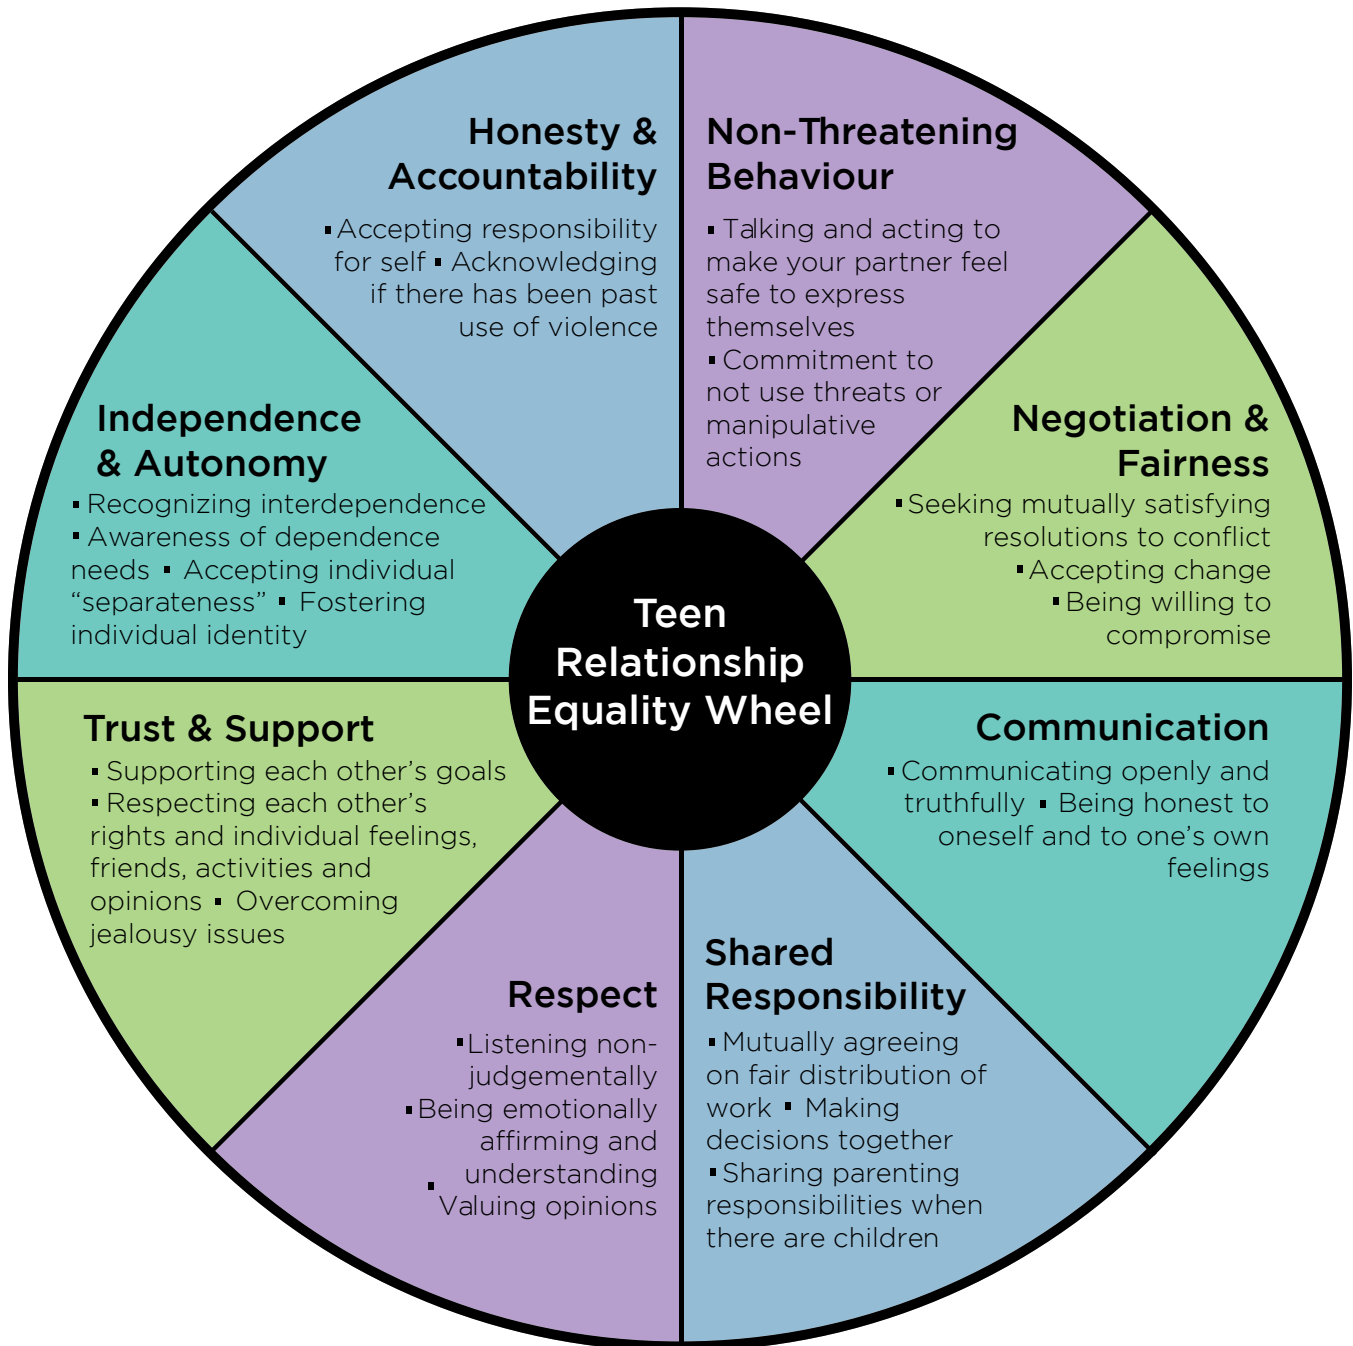 Honesty &
Accountability
▪ Accepting responsibility
for self ▪ Acknowledging
if there has been past
use of violence
Non-Threatening
Behaviour
▪ Talking and acting to
make your partner feel
safe to express
themselves
▪ Commitment to
not use threats or
manipulative
actions
Independence
& Autonomy
▪ Recognizing interdependence
▪ Awareness of dependence
needs ▪ Accepting individual
“separateness” ▪ Fostering
individual identity
Negotiation &
Fairness
▪ Seeking mutually satisfying
resolutions to conflict
▪ Accepting change
▪ Being willing to
compromise
Teen
Relationship
Equality Wheel
Trust & Support
▪ Supporting each other’s goals
▪ Respecting each other’s
rights and individual feelings,
friends, activities and
opinions ▪ Overcoming
jealousy issues
Communication
▪ Communicating openly and
truthfully ▪ Being honest to
oneself and to one’s own
feelings
Respect
▪ Listening non-
judgementally
▪ Being emotionally
affirming and
understanding
▪ Valuing opinions
Shared
Responsibility
▪ Mutually agreeing
on fair distribution of
work ▪ Making
decisions together
▪ Sharing parenting
responsibilities when
there are children